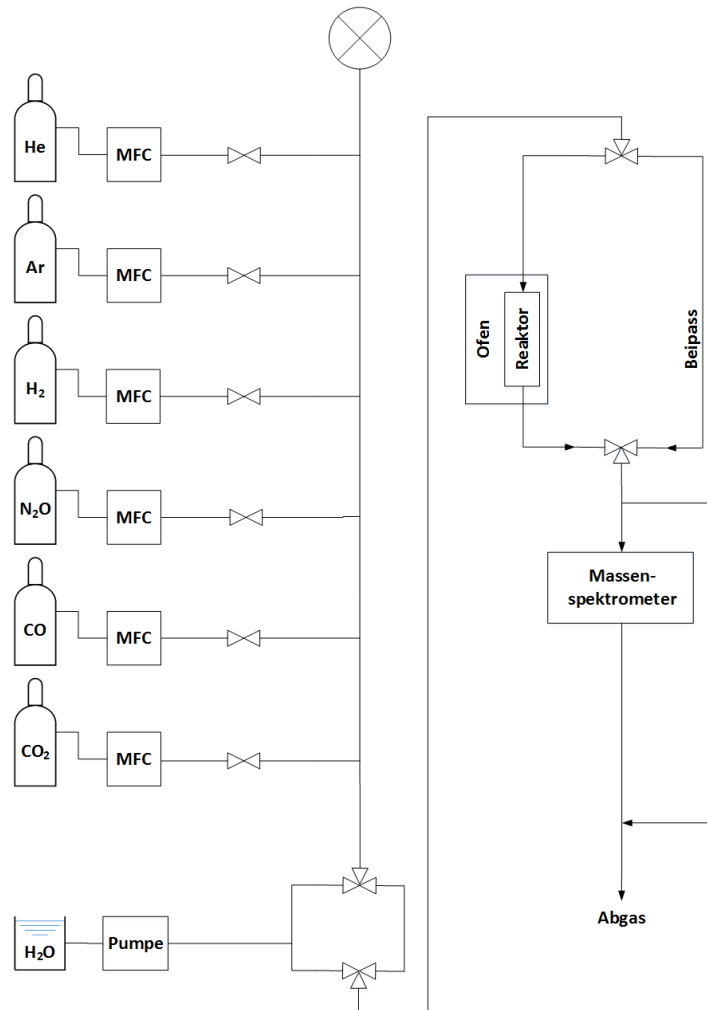 He
MFC
Ar
MFC
H₂
MFC
N₂O
MFC
CO
MFC
CO₂
MFC
H₂O
Pumpe
Ofen
Reaktor
Beipass
Massen-
spektrometer
Abgas